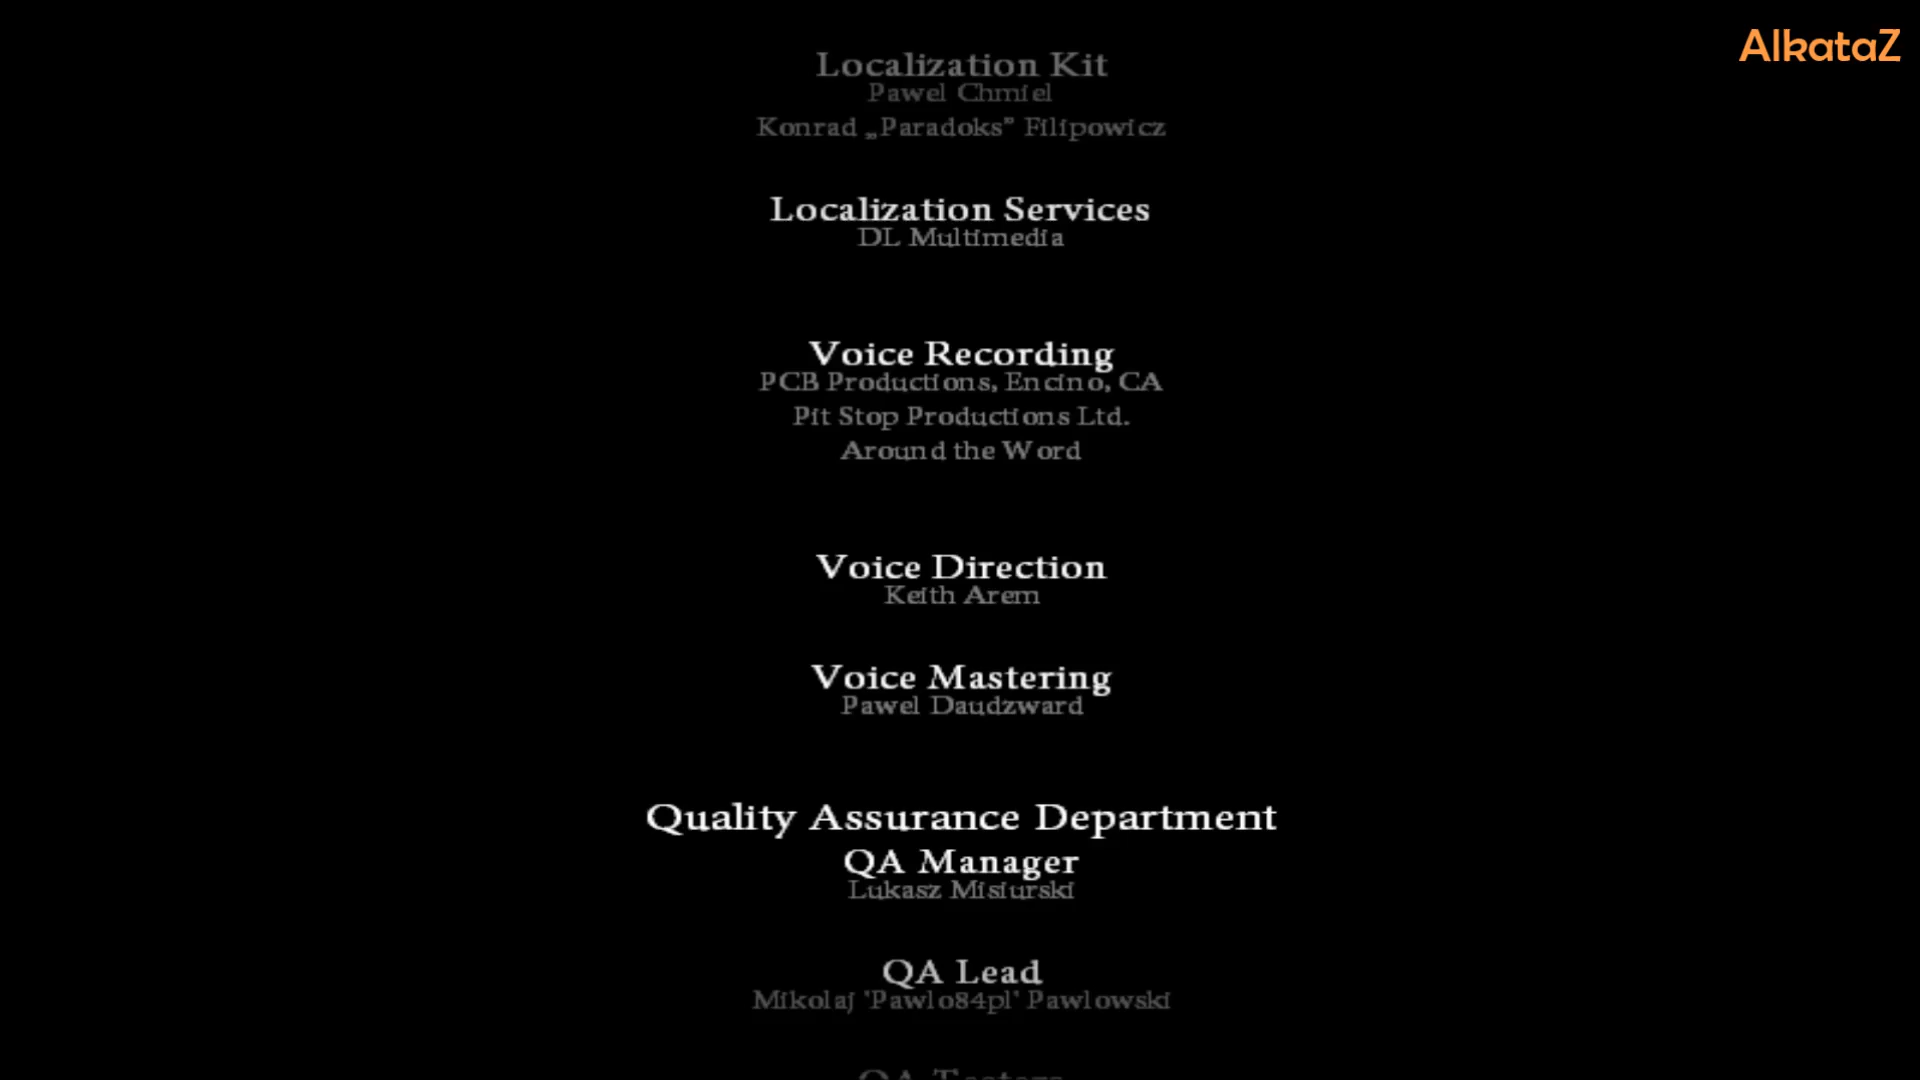 AlkataZ
Localization Kit
Pawel Chmiel
Konrad „Paradoks” Filipowicz
Localization Services
DL Multimedia
Voice Recording
PCB Productions, Encino, CA
Pit Stop Productions Ltd.
Around the Word
Voice Direction
Keith Arem
Voice Mastering
Pawel Daudzward
Quality Assurance Department
QA Manager
Lukasz Misiurski
QA Lead
Mikolaj 'Pawlo84pl' Pawlowski
QA Testers